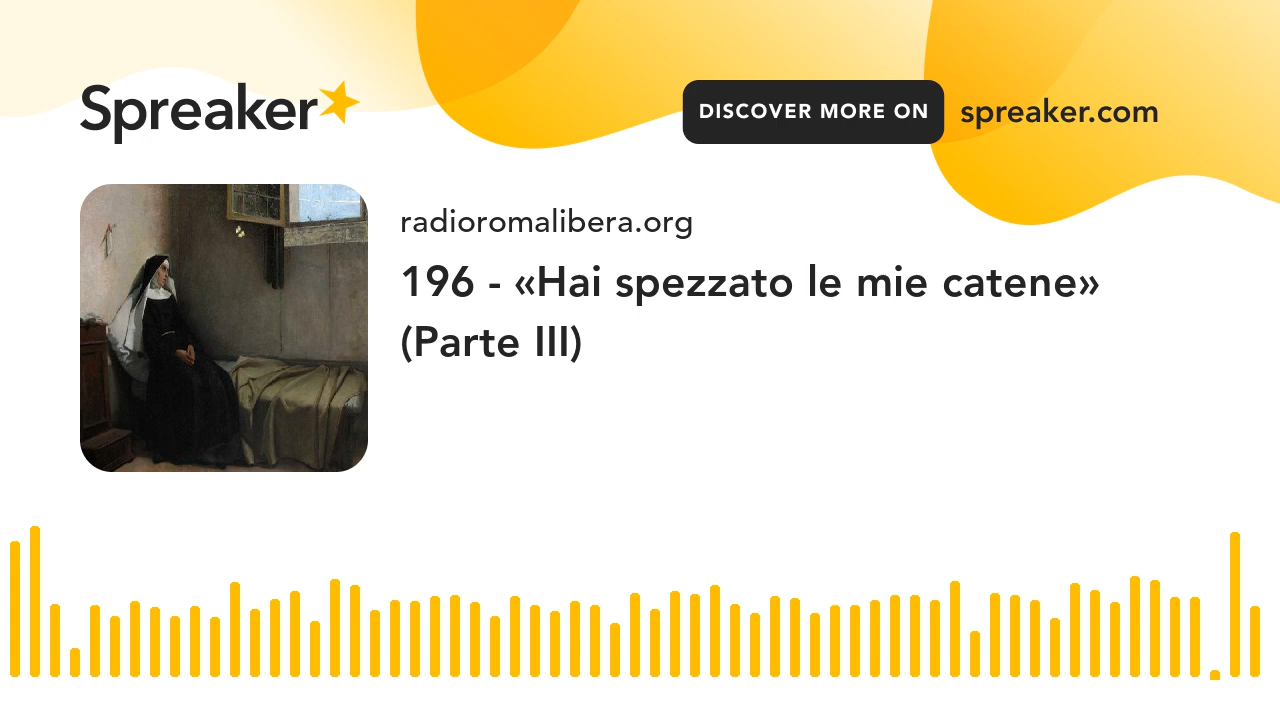 Spreaker
DISCOVER MORE ON spreaker.com
radioromalibera.org
196 - «Hai spezzato le mie catene»
(Parte III)